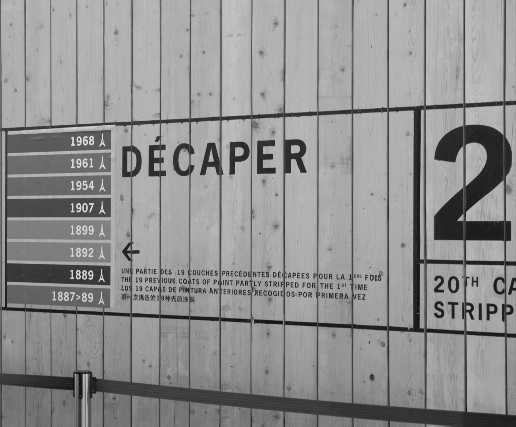 1968
1961
1954
1907
1899
1892
1889
1887>89
DÉCAPER
←
UNE PARTIE DES 19 COUCHES PRÉCÉDENTES DÉCAPÉES POUR LA 1ÈRE FOIS
THE 19 PREVIOUS COATS OF PAINT PARTLY STRIPPED FOR THE 1ST TIME
LOS 19 CAPAS DE PINTURA ANTERIORES RECOGIDOS POR PRIMERA VEZ
2
20TH CA
STRIPP